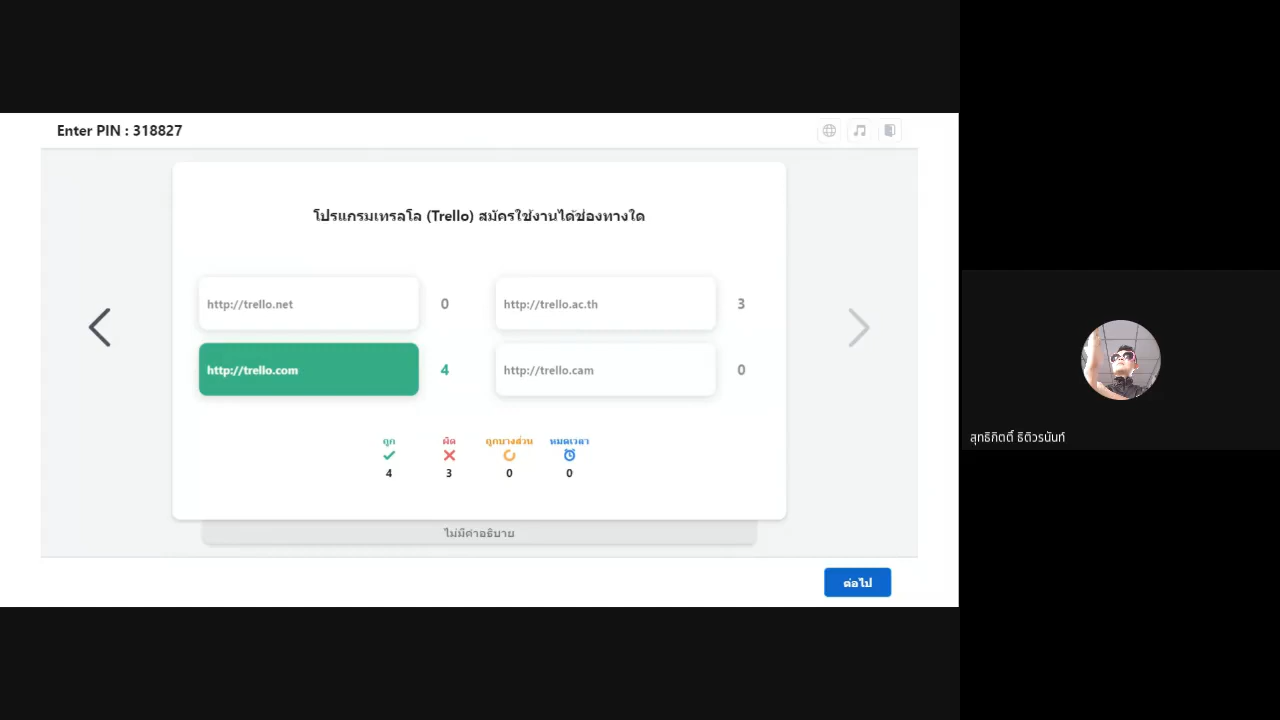 Enter PIN : 318827
โปรแกรมเทรลโล (Trello) สมัครใช้งานได้ช่องทางใด
http://trello.net 0 http://trello.ac.th 3
http://trello.com 4 http://trello.cam 0
ถูก ผิด ถูกบางส่วน หมดเวลา
4 3 0 0
ไม่มีคำอธิบาย
ต่อไป
สุทธิกิตติ์ ธิติวรนันท์